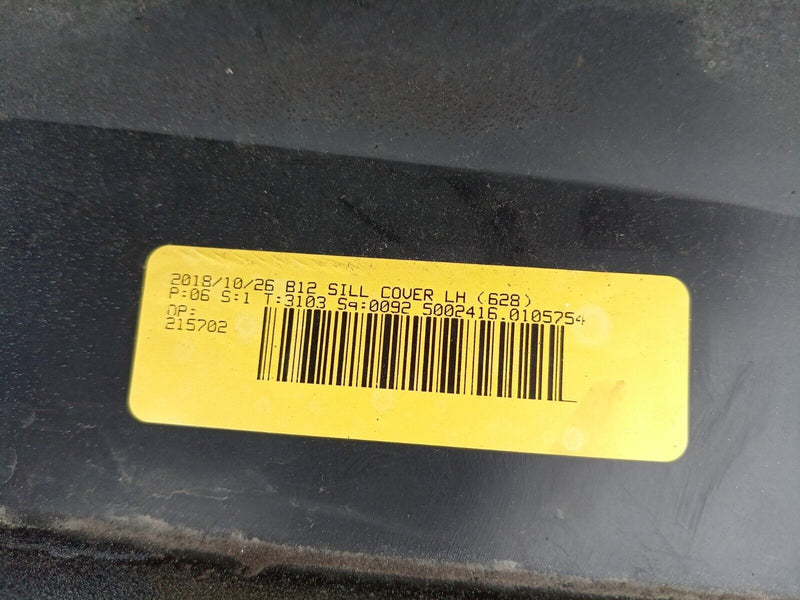 2018/10/26 B12 SILL COVER LH (628)
P:06 S:1 T:3103 Sq:0092 S002416.0105754
OP:
215702